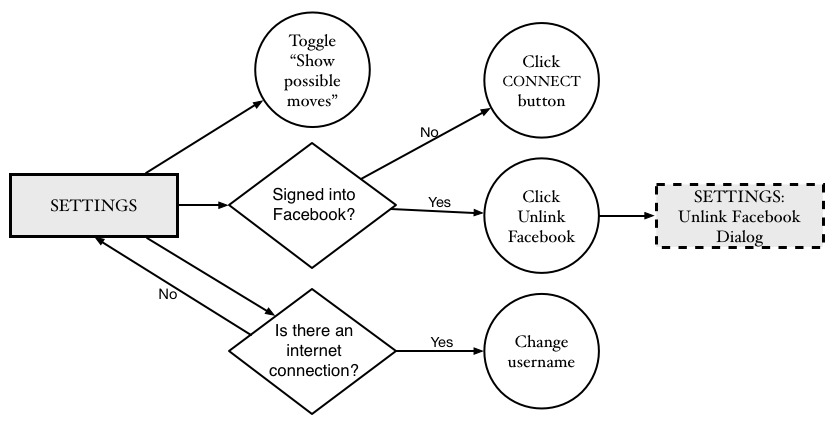 Toggle
“Show
possible
moves”
Click
CONNECT
button
No
SETTINGS
Signed into
Facebook?
Yes
Click
Unlink
Facebook
SETTINGS:
Unlink Facebook
Dialog
No
Is there an
internet
connection?
Yes
Change
username